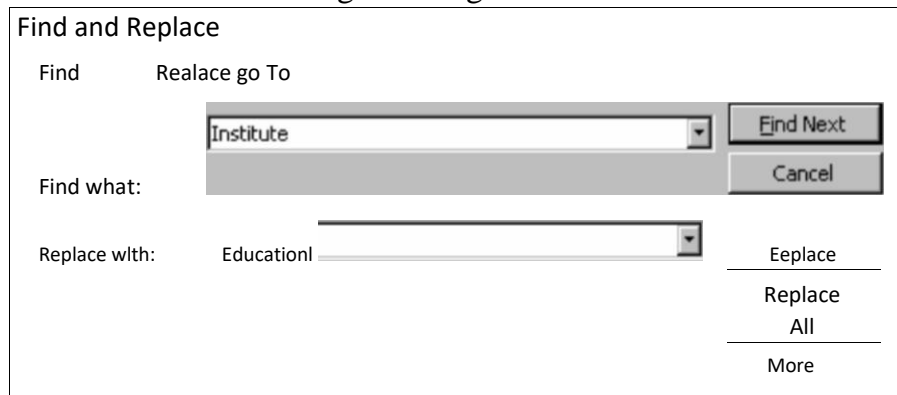 Find and Replace
Find Realace go To
Institute Find Next
Cancel
Find what:
Replace wlth: Educationl Eeplace
Replace
All
More